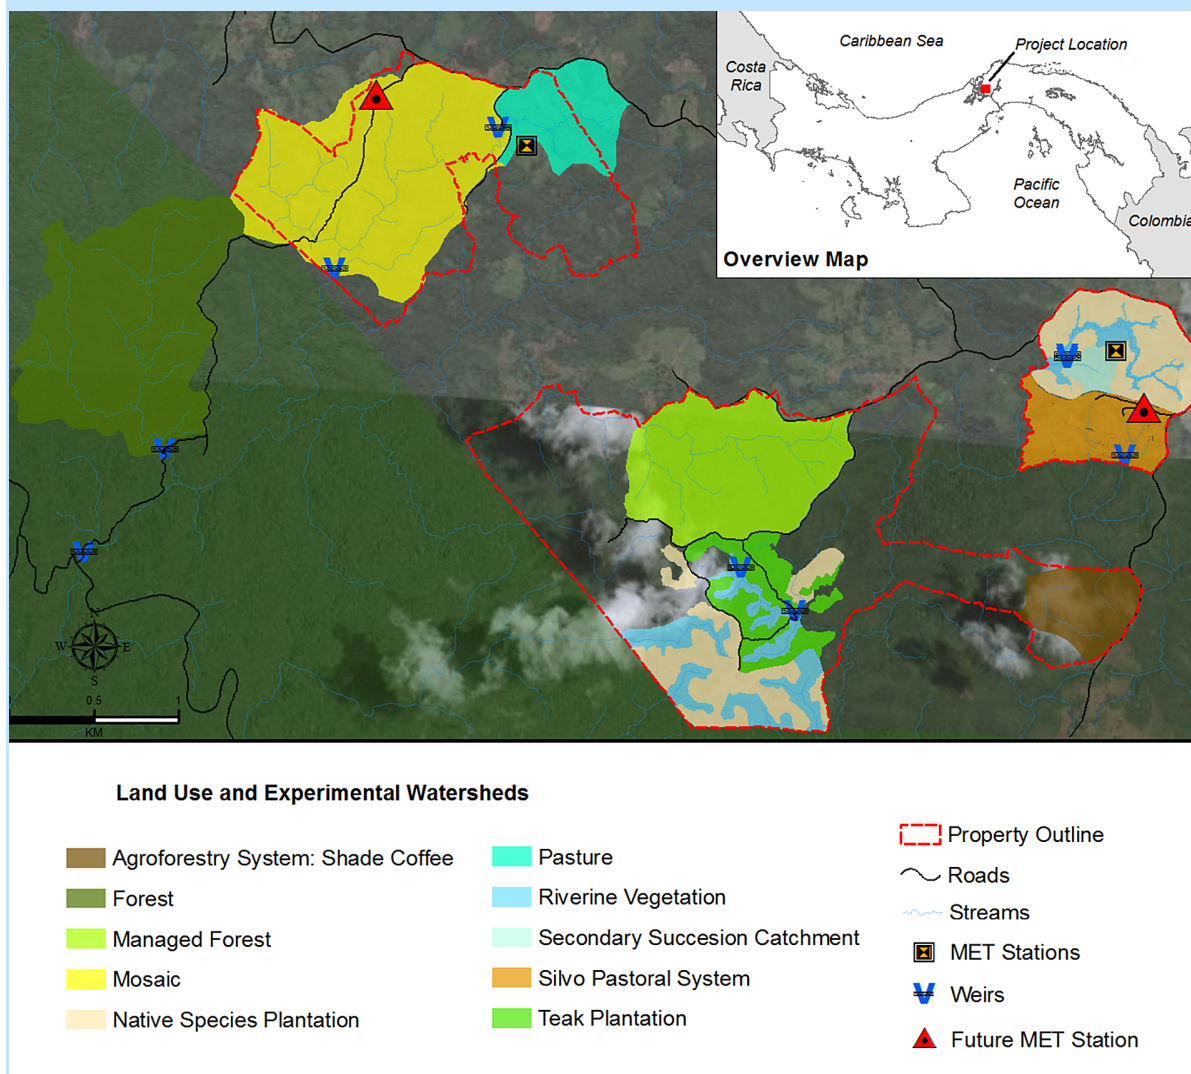 Caribbean Sea
Project Location
Costa
Rica
Pacific
Ocean
Colombia
Overview Map
N
W E
S
0.5 1
KM
Land Use and Experimental Watersheds
Agroforestry System: Shade Coffee
Forest
Managed Forest
Mosaic
Native Species Plantation
Pasture
Riverine Vegetation
Secondary Succesion Catchment
Silvo Pastoral System
Teak Plantation
Property Outline
Roads
Streams
MET Stations
Weirs
Future MET Station